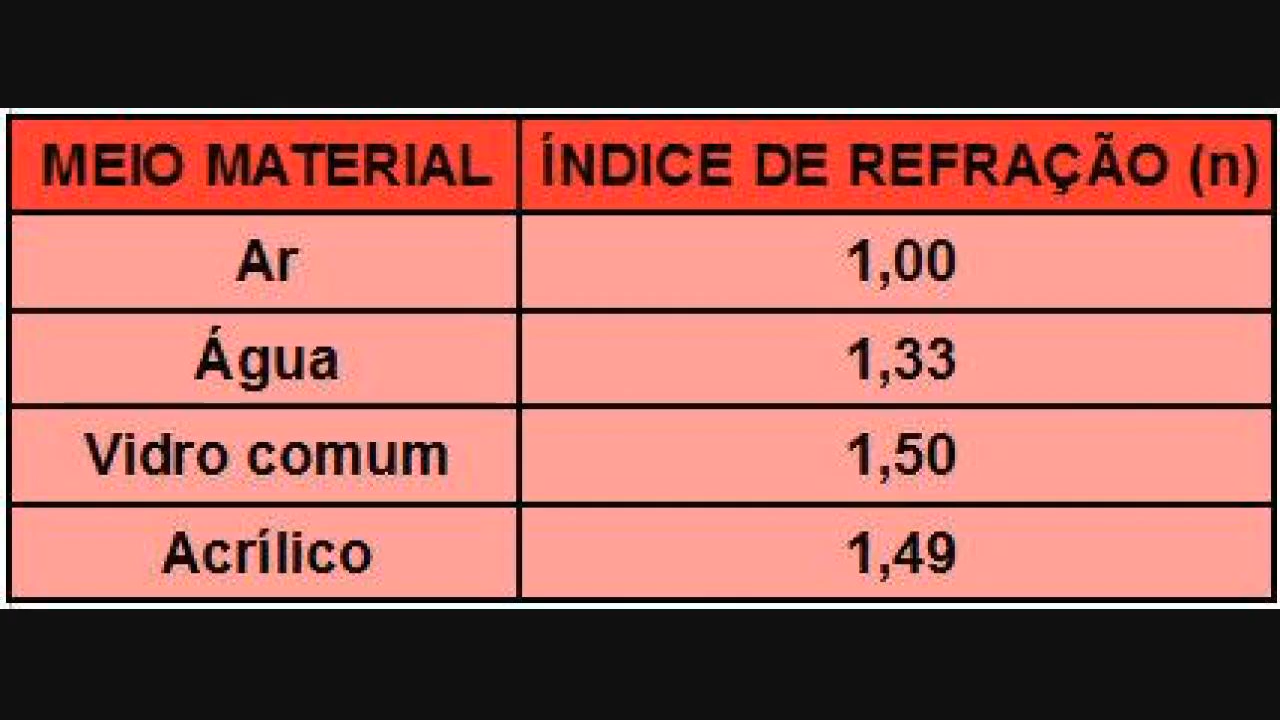 MEIO MATERIAL ÍNDICE DE REFRAÇÃO (n)
Ar 1,00
Água 1,33
Vidro comum 1,50
Acrílico 1,49